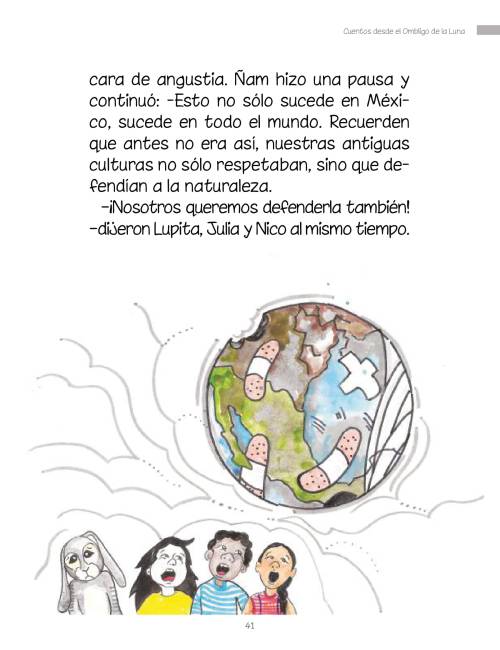 Cuentos desde el Ombligo de la Luna
cara de angustia. Ñam hizo una pausa y
continuó: -Esto no sólo sucede en Méxi-
co, sucede en todo el mundo. Recuerden
que antes no era así, nuestras antiguas
culturas no sólo respetaban, sino que de-
fendían a la naturaleza.
-¡Nosotros queremos defenderla también!
-dijeron Lupita, Julia y Nico al mismo tiempo.
41